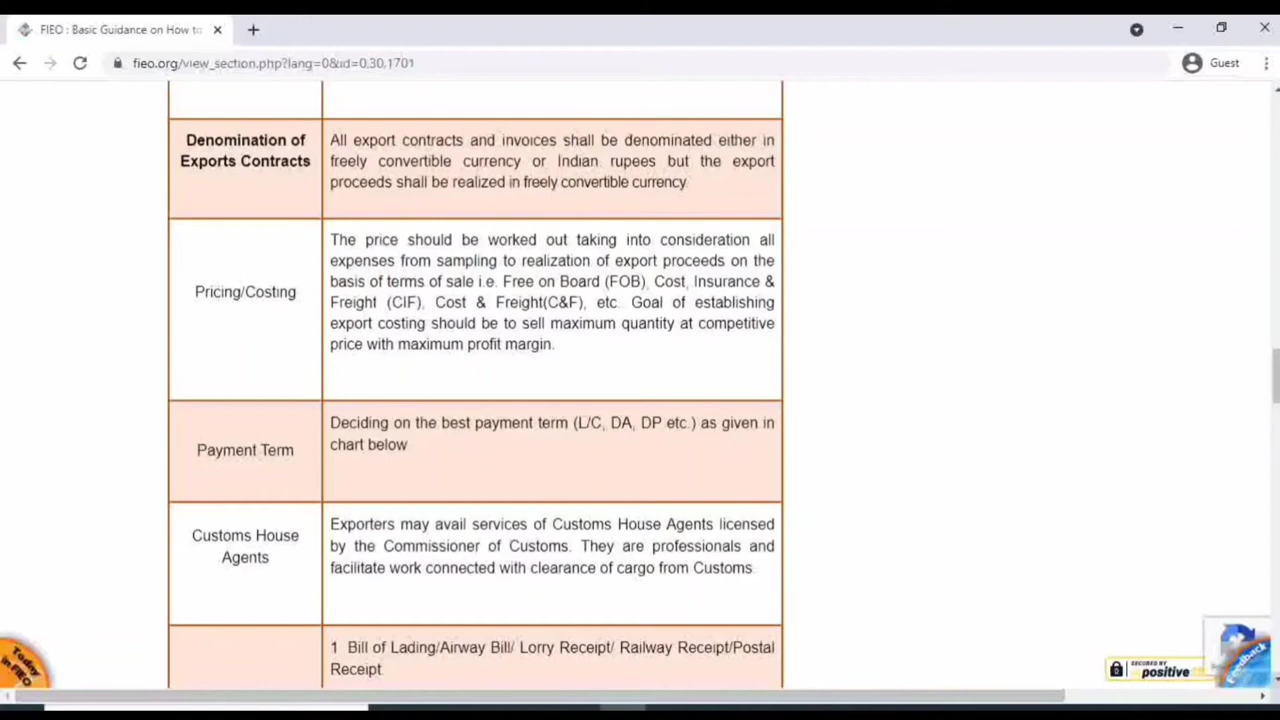 FIEO : Basic Guidance on How to
fieo.org/view_section.php?lang=0&id=0,30,1701
Guest
Denomination of
Exports Contracts
All export contracts and invoices shall be denominated either in
freely convertible currency or Indian rupees but the export
proceeds shall be realized in freely convertible currency.
Pricing/Costing
The price should be worked out taking into consideration all
expenses from sampling to realization of export proceeds on the
basis of terms of sale i.e. Free on Board (FOB), Cost, Insurance &
Freight (CIF), Cost & Freight(C&F), etc. Goal of establishing
export costing should be to sell maximum quantity at competitive
price with maximum profit margin.
Payment Term
Deciding on the best payment term (L/C, DA, DP etc.) as given in
chart below
Customs House
Agents
Exporters may avail services of Customs House Agents licensed
by the Commissioner of Customs. They are professionals and
facilitate work connected with clearance of cargo from Customs.
1 Bill of Lading/Airway Bill/ Lorry Receipt/ Railway Receipt/Postal
Receipt
Today
in FIEO
SECURED BY
positive
Feedback